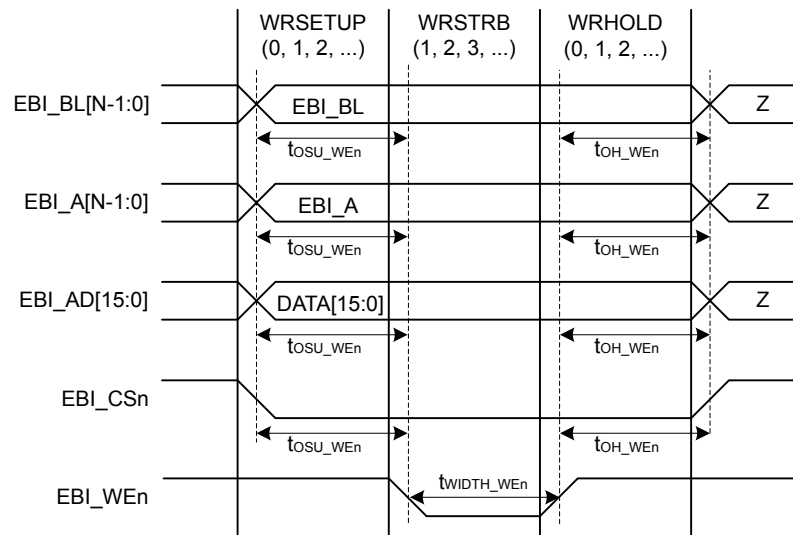 WRSETUP WRSTRB WRHOLD
(0, 1, 2, ...) (1, 2, 3, ...) (0, 1, 2, ...)
EBI_BL[N-1:0] EBI_BL Z
tOSU_WEn tOH_WEn
EBI_A[N-1:0] EBI_A Z
tOSU_WEn tOH_WEn
EBI_AD[15:0] DATA[15:0] Z
tOSU_WEn tOH_WEn
EBI_CSn
tOSU_WEn tOH_WEn
EBI_WEn tWIDTH_WEn